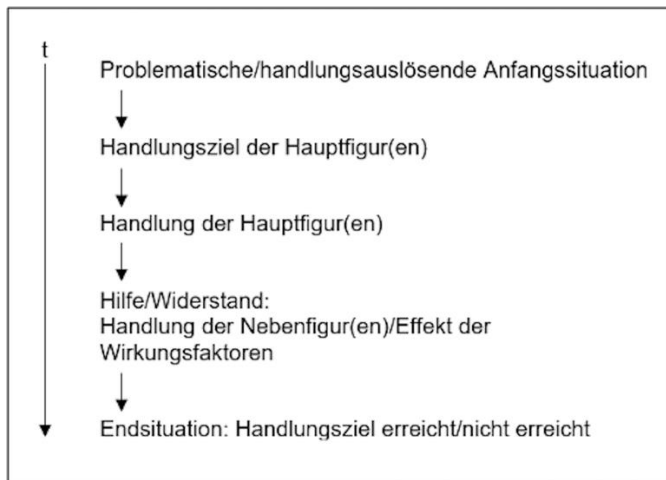 t
Problematische/handlungsauslösende Anfangssituation
Handlungsziel der Hauptfigur(en)
Handlung der Hauptfigur(en)
Hilfe/Widerstand:
Handlung der Nebenfigur(en)/Effekt der
Wirkungsfaktoren
Endsituation: Handlungsziel erreicht/nicht erreicht